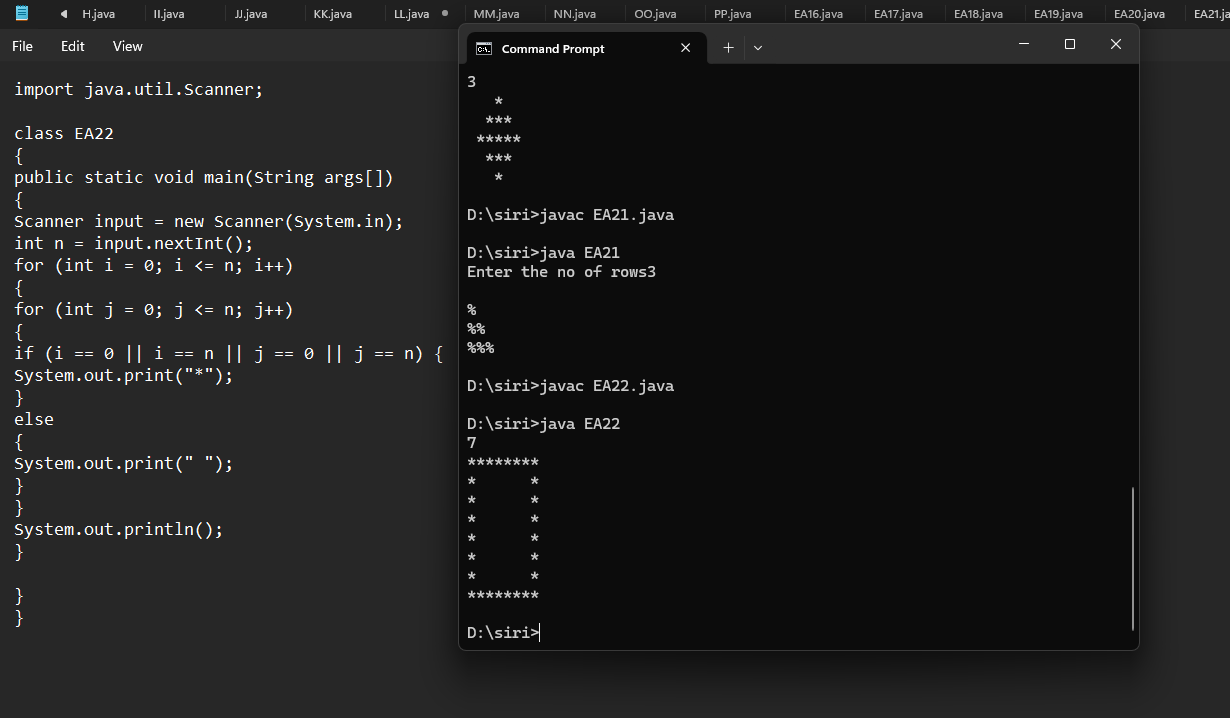 H.java II.java JJ.java KK.java LL.java MM.java NN.java OO.java PP.java EA16.java EA17.java EA18.java EA19.java EA20.java EA21.ja
File Edit View
import java.util.Scanner;
class EA22
{
public static void main(String args[])
{
Scanner input = new Scanner(System.in);
int n = input.nextInt();
for (int i = 0; i <= n; i++)
{
for (int j = 0; j <= n; j++)
{
if (i == 0 || i == n || j == 0 || j == n) {
System.out.print("*");
}
else
{
System.out.print(" ");
}
}
System.out.println();
}
}
}
Command Prompt
3
   *
  ***
 *****
  ***
   *
D:\siri>javac EA21.java
D:\siri>java EA21
Enter the no of rows3
%
%%
%%%
D:\siri>javac EA22.java
D:\siri>java EA22
7
********
*      *
*      *
*      *
*      *
*      *
*      *
********
D:\siri>